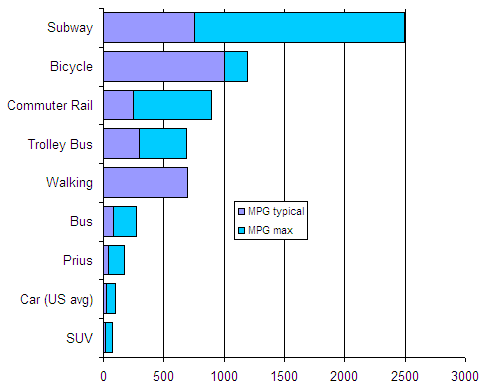 Subway
Bicycle
Commuter Rail
Trolley Bus
Walking
Bus
Prius
Car (US avg)
SUV
MPG typical
MPG max
0 500 1000 1500 2000 2500 3000